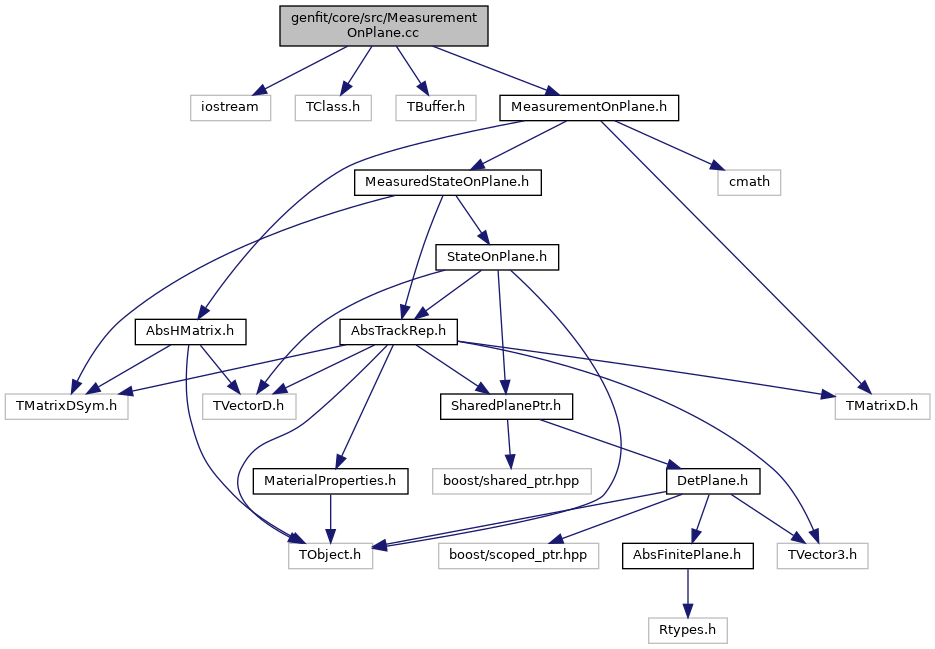 genfit/core/src/Measurement
OnPlane.cc
iostream
TClass.h
TBuffer.h
MeasurementOnPlane.h
MeasuredStateOnPlane.h
cmath
StateOnPlane.h
AbsHMatrix.h
AbsTrackRep.h
TMatrixDSym.h
TVectorD.h
SharedPlanePtr.h
TMatrixD.h
MaterialProperties.h
boost/shared_ptr.hpp
DetPlane.h
TObject.h
boost/scoped_ptr.hpp
AbsFinitePlane.h
TVector3.h
Rtypes.h